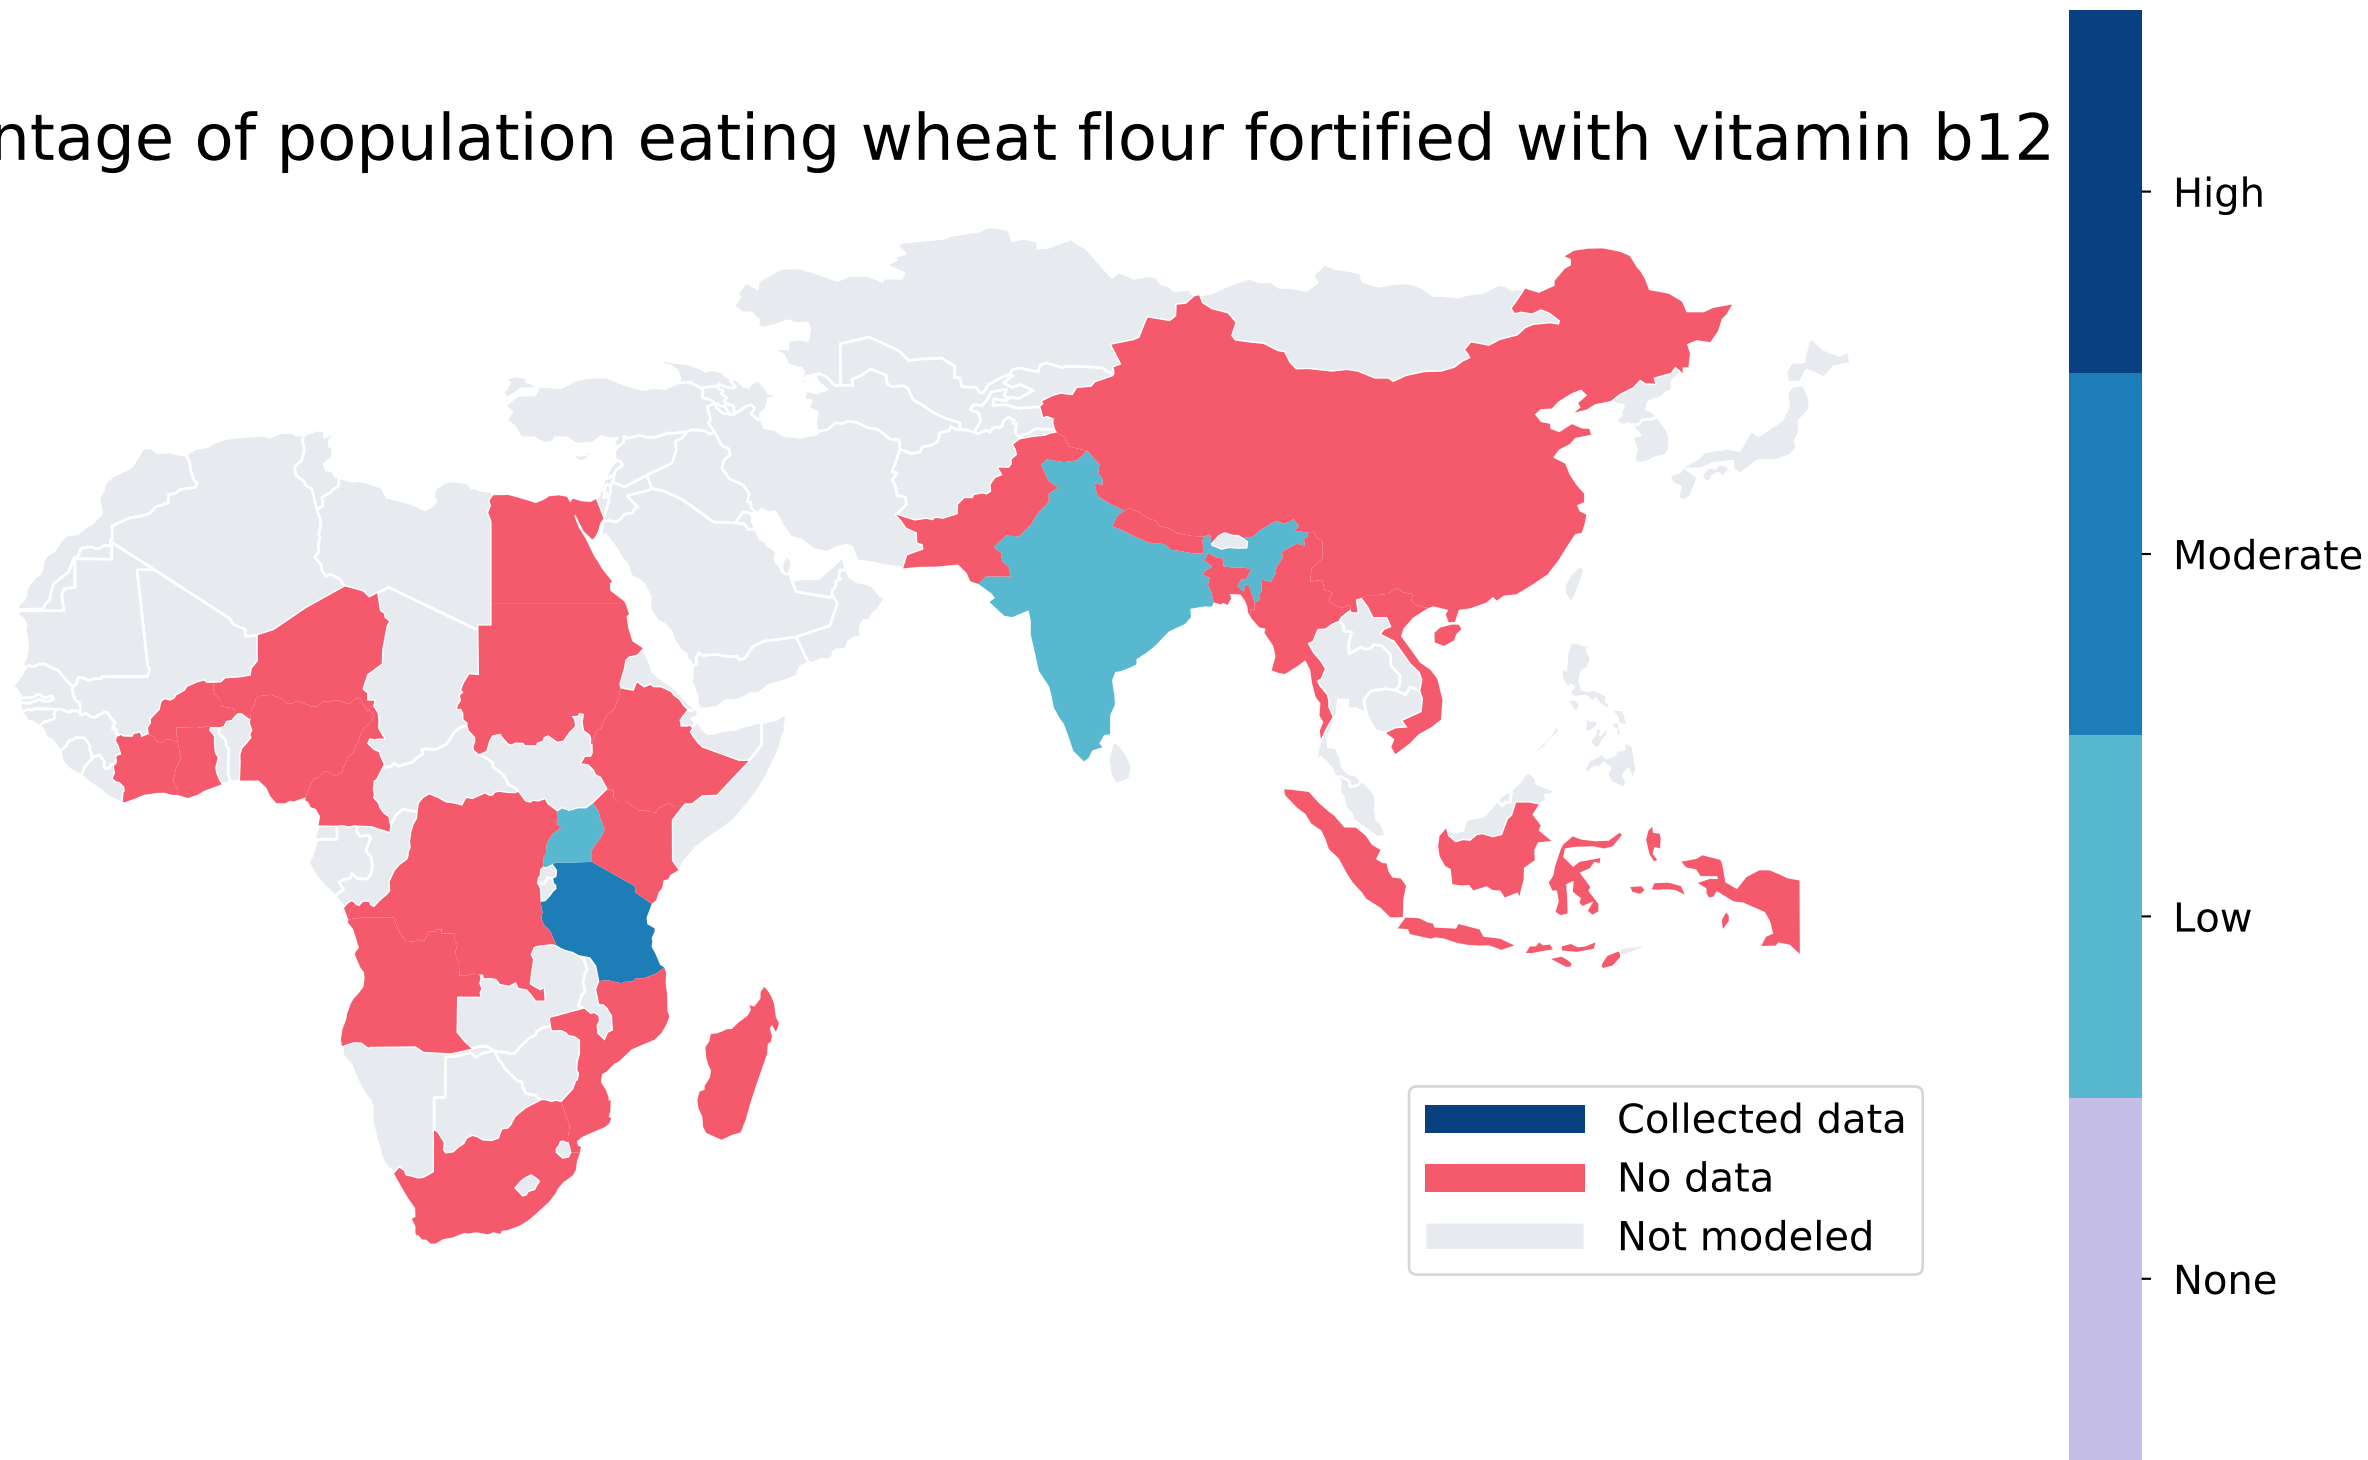 ntage of population eating wheat flour fortified with vitamin b12
High
Moderate
Low
None
Collected data
No data
Not modeled